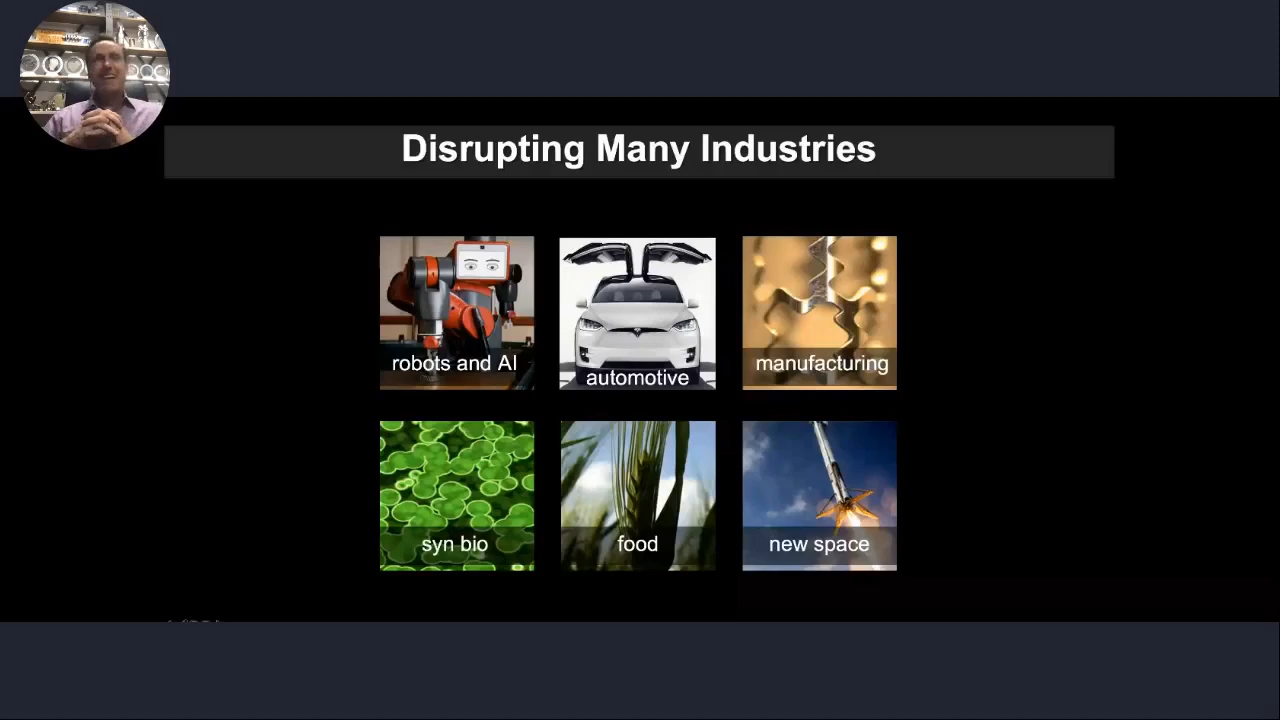 Disrupting Many Industries
robots and AI
automotive
manufacturing
syn bio
food
new space